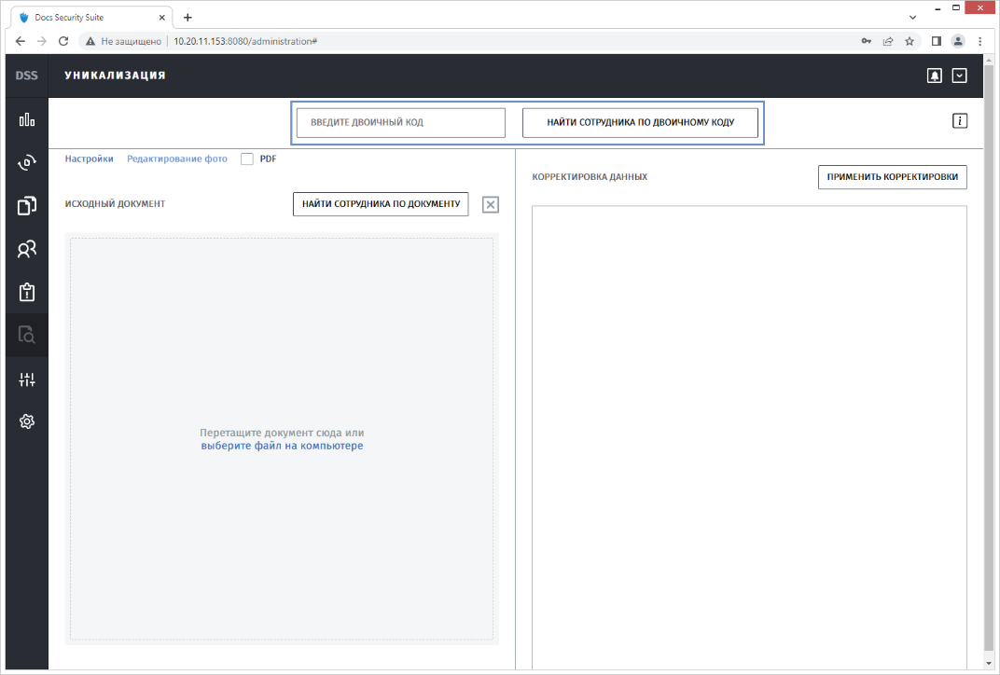 Docs Security Suite
Не защищено
10.20.11.153:8080/administration#
DSS
УНИКАЛИЗАЦИЯ
ВВЕДИТЕ ДВОИЧНЫЙ КОД
НАЙТИ СОТРУДНИКА ПО ДВОИЧНОМУ КОДУ
i
Настройки
Редактирование фото
PDF
ИСХОДНЫЙ ДОКУМЕНТ
НАЙТИ СОТРУДНИКА ПО ДОКУМЕНТУ
КОРРЕКТИРОВКА ДАННЫХ
ПРИМЕНИТЬ КОРРЕКТИРОВКИ
Перетащите документ сюда или
выберите файл на компьютере